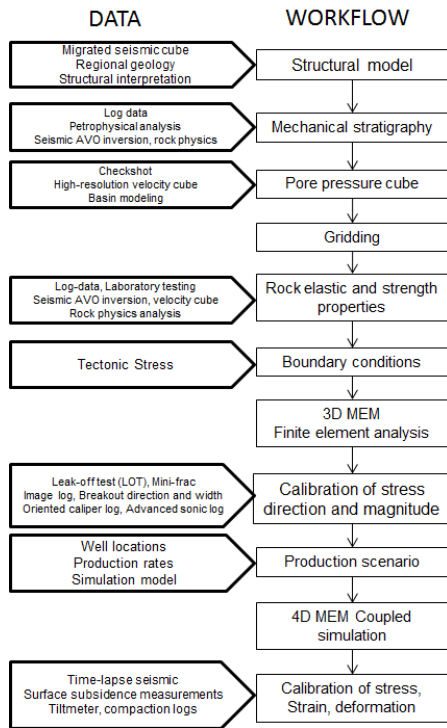 DATA
WORKFLOW
Migrated seismic cube
Regional geology
Structural interpretation
Structural model
Log data
Petrophysical analysis
Seismic AVO inversion, rock physics
Mechanical stratigraphy
Checkshot
High-resolution velocity cube
Basin modeling
Pore pressure cube
Gridding
Log-data, Laboratory testing
Seismic AVO inversion, velocity cube
Rock physics analysis
Rock elastic and strength
properties
Tectonic Stress
Boundary conditions
3D MEM
Finite element analysis
Leak-off test (LOT), Mini-frac
Image log, Breakout direction and width
Oriented caliper log, Advanced sonic log
Calibration of stress
direction and magnitude
Well locations
Production rates
Simulation model
Production scenario
4D MEM Coupled
simulation
Time-lapse seismic
Surface subsidence measurements
Tiltmeter, compaction logs
Calibration of stress,
Strain, deformation